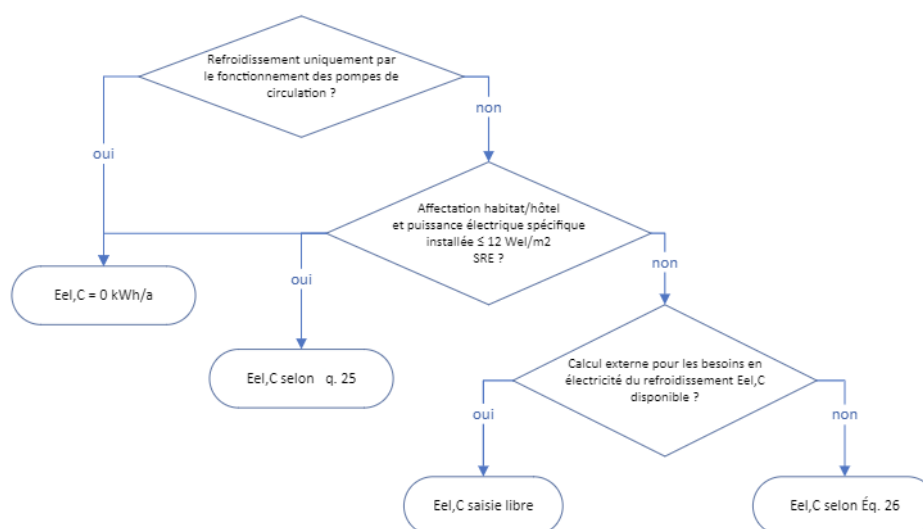 Refroidissement uniquement par
le fonctionnement des pompes de
circulation ?
non
oui
Affectation habitat/hôtel
et puissance électrique spécifique
installée ≤ 12 Wel/m2
SRE ?
oui
non
Eel,C = 0 kWh/a
Eel,C selon q. 25
Calcul externe pour les besoins en
électricité du refroidissement Eel,C
disponible ?
oui
non
Eel,C saisie libre
Eel,C selon Éq. 26